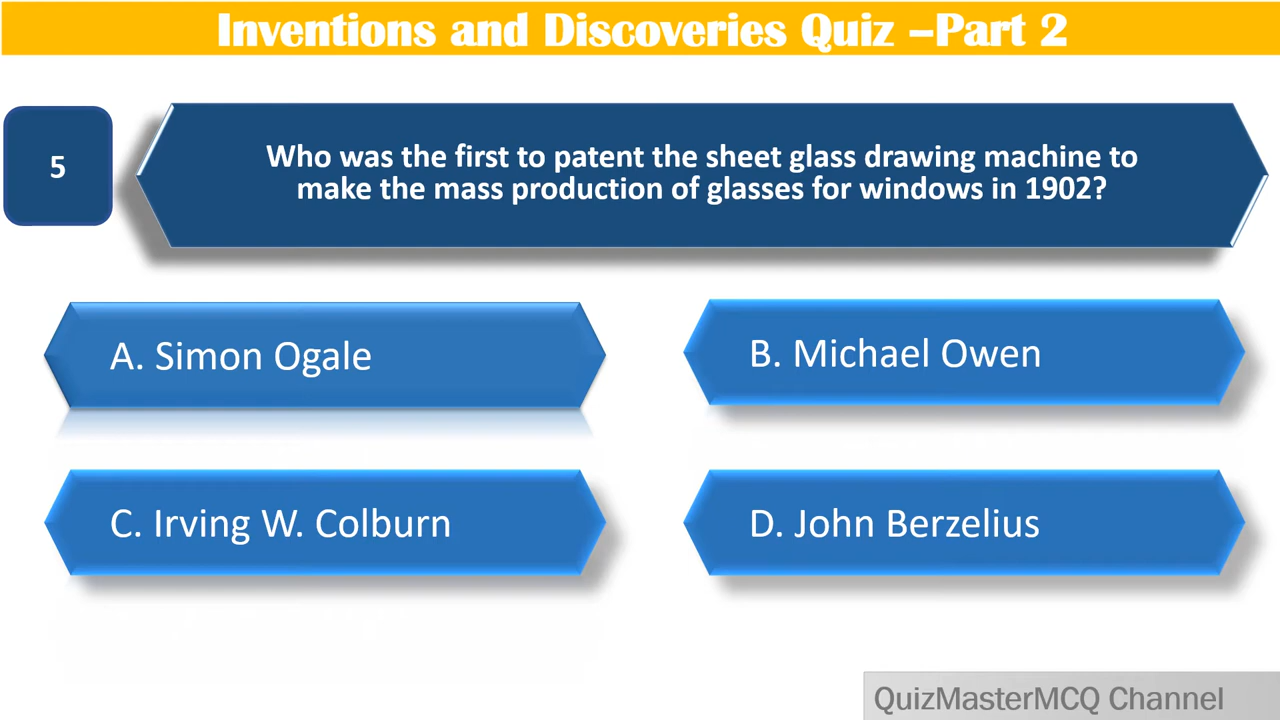 Inventions and Discoveries Quiz –Part 2
5
Who was the first to patent the sheet glass drawing machine to
make the mass production of glasses for windows in 1902?
A. Simon Ogale
B. Michael Owen
C. Irving W. Colburn
D. John Berzelius
QuizMasterMCQ Channel